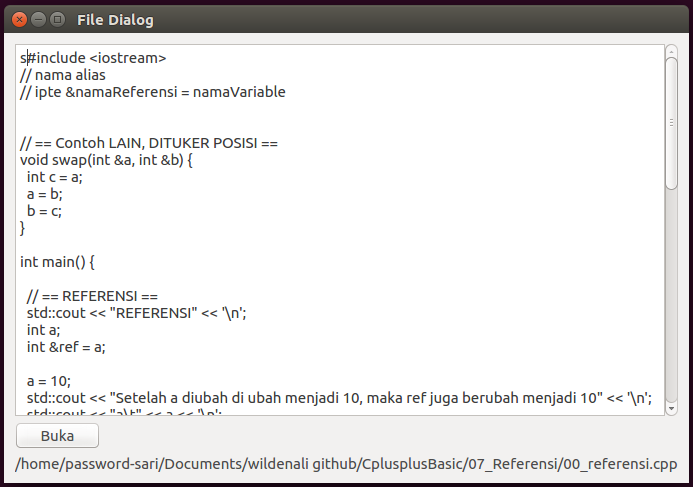 File Dialog
s#include <iostream>
// nama alias
// ipte &namaReferensi = namaVariable
// == Contoh LAIN, DITUKER POSISI ==
void swap(int &a, int &b) {
  int c = a;
  a = b;
  b = c;
}
int main() {
  // == REFERENSI ==
  std::cout << "REFERENSI" << '\n';
  int a;
  int &ref = a;
  a = 10;
  std::cout << "Setelah a diubah di ubah menjadi 10, maka ref juga berubah menjadi 10" << '\n';
  std::cout << "a\t" << a << '\n';
Buka
/home/password-sari/Documents/wildenali github/CplusplusBasic/07_Referensi/00_referensi.cpp